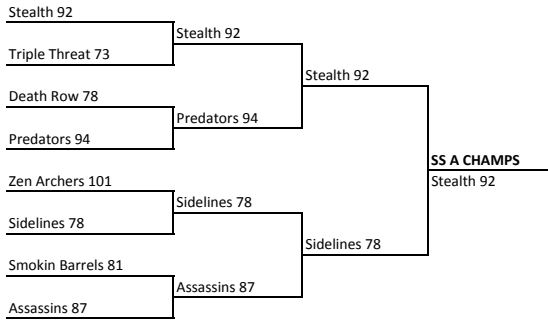 Stealth 92
Triple Threat 73
Death Row 78
Predators 94
Zen Archers 101
Sidelines 78
Smokin Barrels 81
Assassins 87
Stealth 92
Predators 94
Sidelines 78
Assassins 87
Stealth 92
Sidelines 78
SS A CHAMPS
Stealth 92